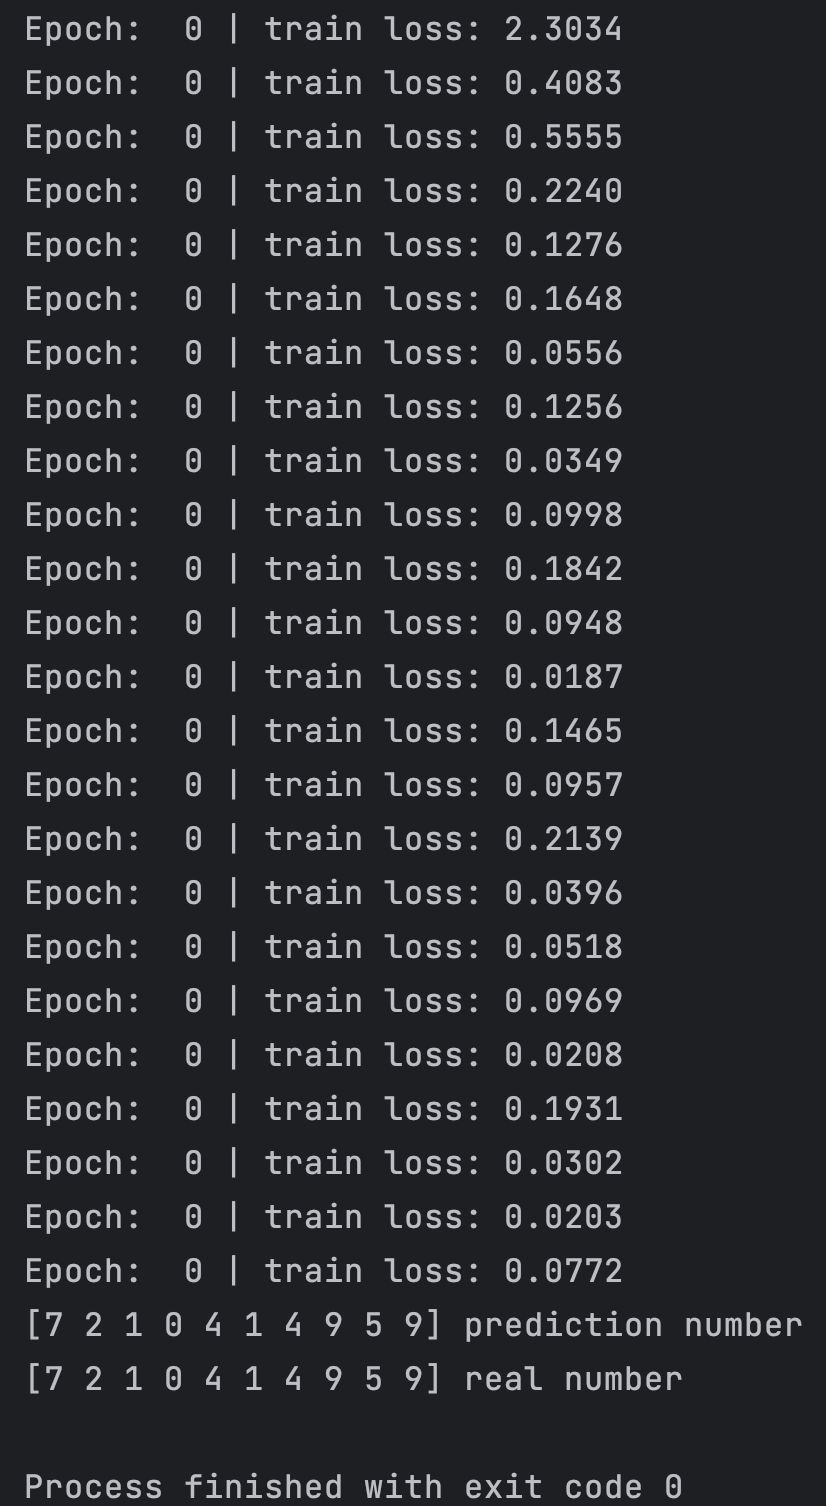 Epoch:  0 | train loss: 2.3034
Epoch:  0 | train loss: 0.4083
Epoch:  0 | train loss: 0.5555
Epoch:  0 | train loss: 0.2240
Epoch:  0 | train loss: 0.1276
Epoch:  0 | train loss: 0.1648
Epoch:  0 | train loss: 0.0556
Epoch:  0 | train loss: 0.1256
Epoch:  0 | train loss: 0.0349
Epoch:  0 | train loss: 0.0998
Epoch:  0 | train loss: 0.1842
Epoch:  0 | train loss: 0.0948
Epoch:  0 | train loss: 0.0187
Epoch:  0 | train loss: 0.1465
Epoch:  0 | train loss: 0.0957
Epoch:  0 | train loss: 0.2139
Epoch:  0 | train loss: 0.0396
Epoch:  0 | train loss: 0.0518
Epoch:  0 | train loss: 0.0969
Epoch:  0 | train loss: 0.0208
Epoch:  0 | train loss: 0.1931
Epoch:  0 | train loss: 0.0302
Epoch:  0 | train loss: 0.0203
Epoch:  0 | train loss: 0.0772
[7 2 1 0 4 1 4 9 5 9] prediction number
[7 2 1 0 4 1 4 9 5 9] real number
Process finished with exit code 0